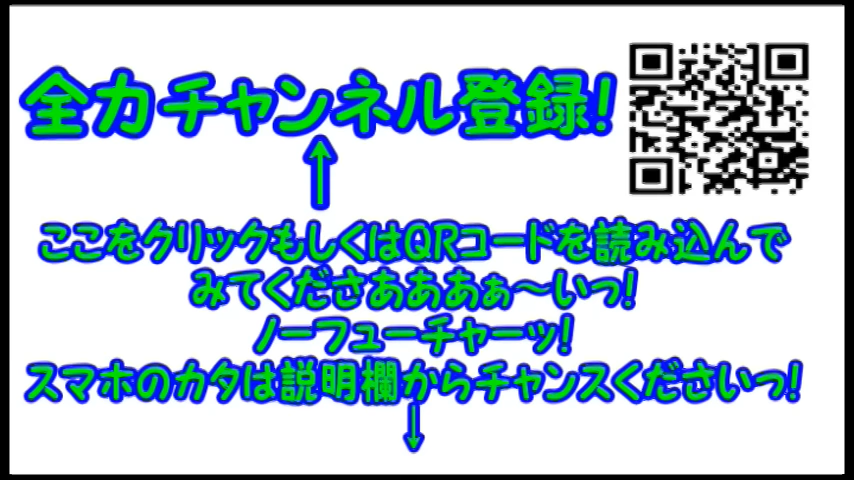 全力チャンネル登録!
↑
ここをクリックもしくはQRコードを読み込んで
みてくださあああぁ〜いっ!
ノーフューチャーッ!
スマホのカタは説明欄からチャンスくださいっ!
↓